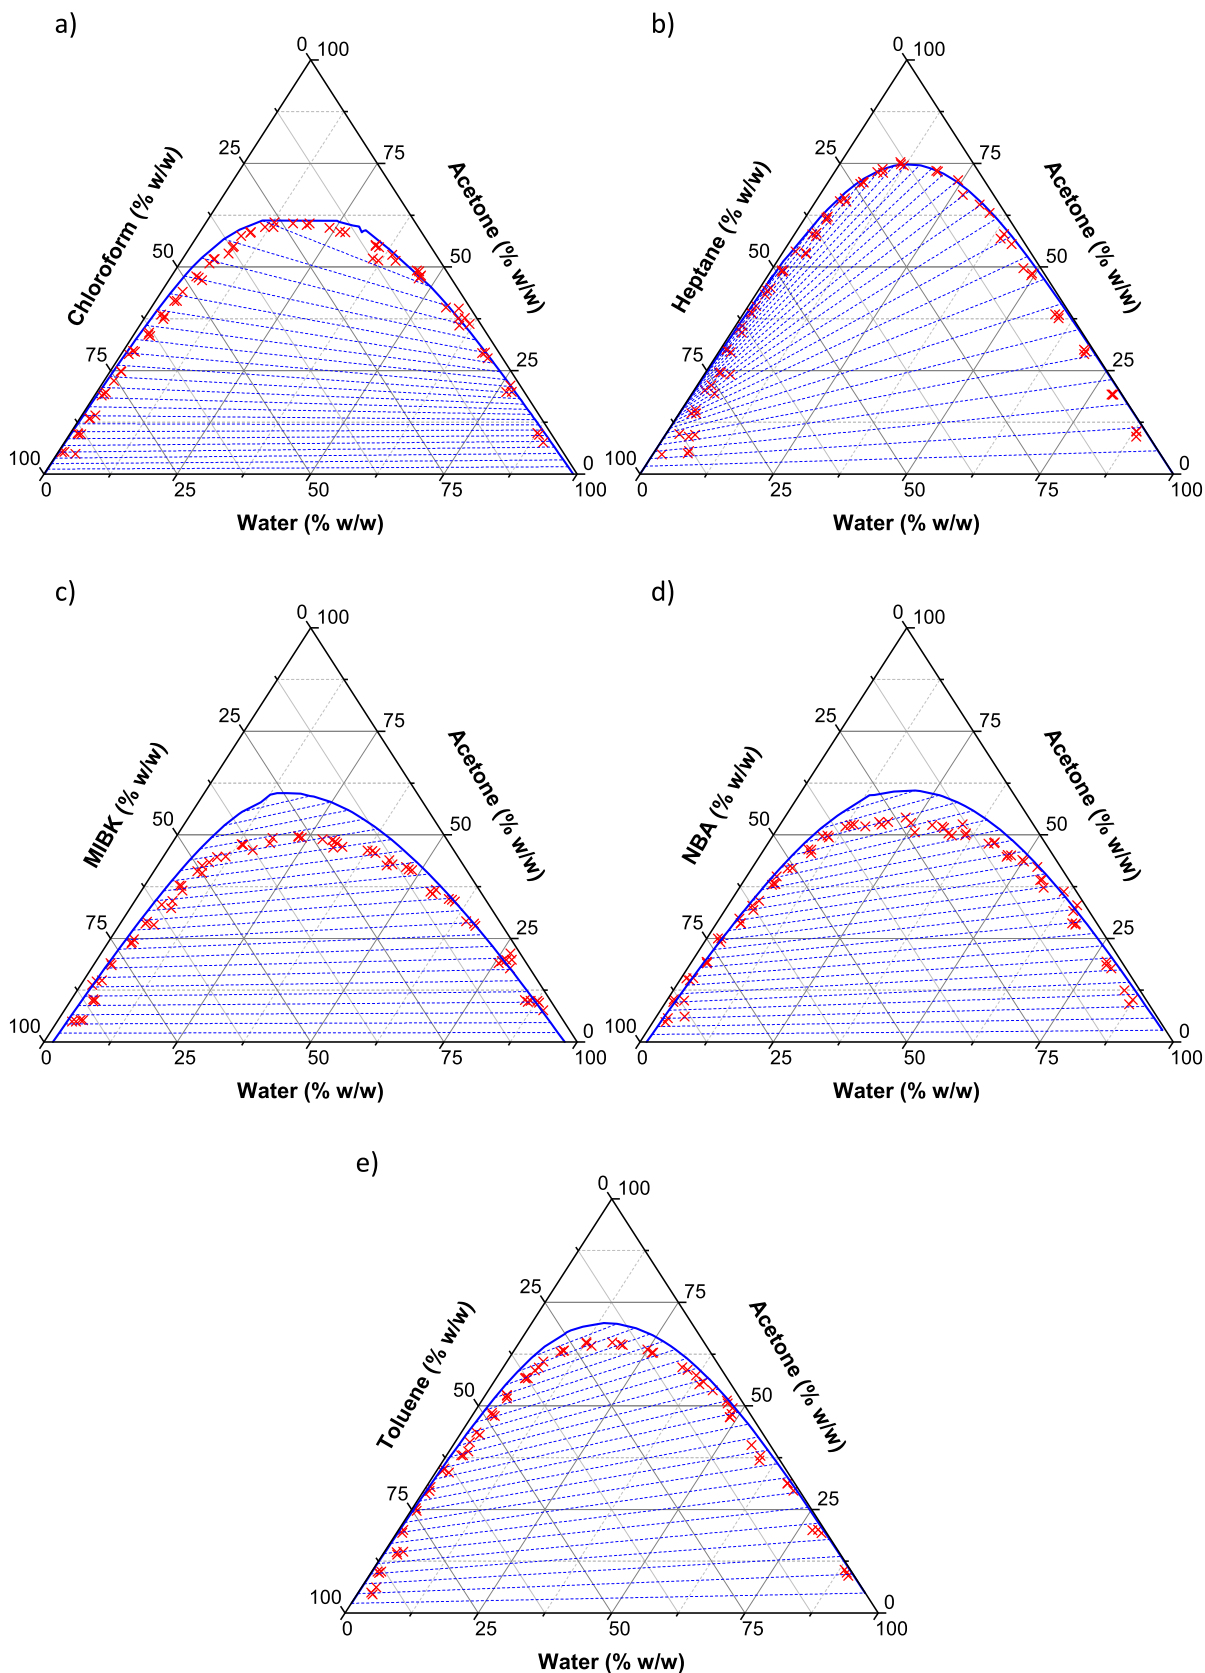 a)
0 100
25 75
Chloroform (% w/w)
Acetone (% w/w)
50 50
75 25
100 0
0 25 50 75 100
Water (% w/w)
b)
0 100
25 75
Heptane (% w/w)
Acetone (% w/w)
50 50
75 25
100 0
0 25 50 75 100
Water (% w/w)
c)
0 100
25 75
MIBK (% w/w)
Acetone (% w/w)
50 50
75 25
100 0
0 25 50 75 100
Water (% w/w)
d)
0 100
25 75
NBA (% w/w)
Acetone (% w/w)
50 50
75 25
100 0
0 25 50 75 100
Water (% w/w)
e)
0 100
25 75
Toluene (% w/w)
Acetone (% w/w)
50 50
75 25
100 0
0 25 50 75 100
Water (% w/w)